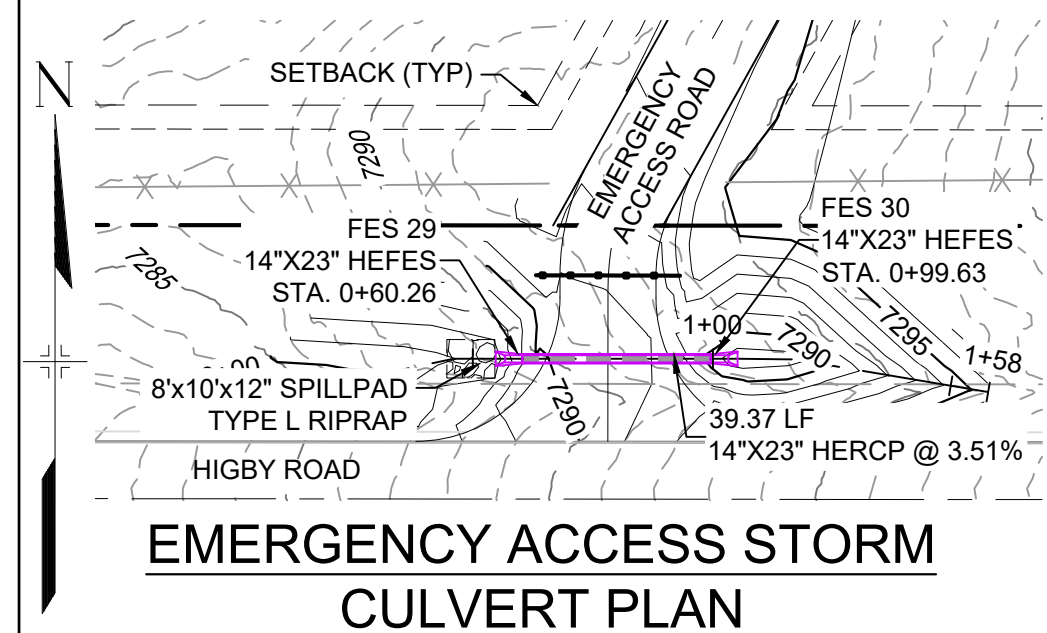 N
SETBACK (TYP)
7290
EMERGENCY
ACCESS ROAD
FES 29
14"X23" HEFES
STA. 0+60.26
FES 30
14"X23" HEFES
STA. 0+99.63
7285
7295
1+00
7290
1+58
8'x10'x12" SPILLPAD
TYPE L RIPRAP
7290
39.37 LF
14"X23" HERCP @ 3.51%
HIGBY ROAD
EMERGENCY ACCESS STORM
CULVERT PLAN